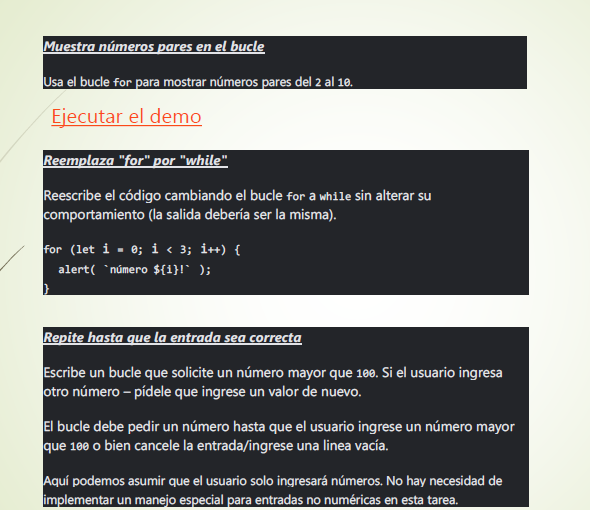 Muestra números pares en el bucle
Usa el bucle for para mostrar números pares del 2 al 10.
Ejecutar el demo
Reemplaza "for" por "while"
Reescribe el código cambiando el bucle for a while sin alterar su
comportamiento (la salida debería ser la misma).
for (let i = 0; i < 3; i++) {
  alert( `número ${i}!` );
}
Repite hasta que la entrada sea correcta
Escribe un bucle que solicite un número mayor que 100. Si el usuario ingresa
otro número – pídele que ingrese un valor de nuevo.
El bucle debe pedir un número hasta que el usuario ingrese un número mayor
que 100 o bien cancele la entrada/ingrese una linea vacía.
Aquí podemos asumir que el usuario solo ingresará números. No hay necesidad de
implementar un manejo especial para entradas no numéricas en esta tarea.